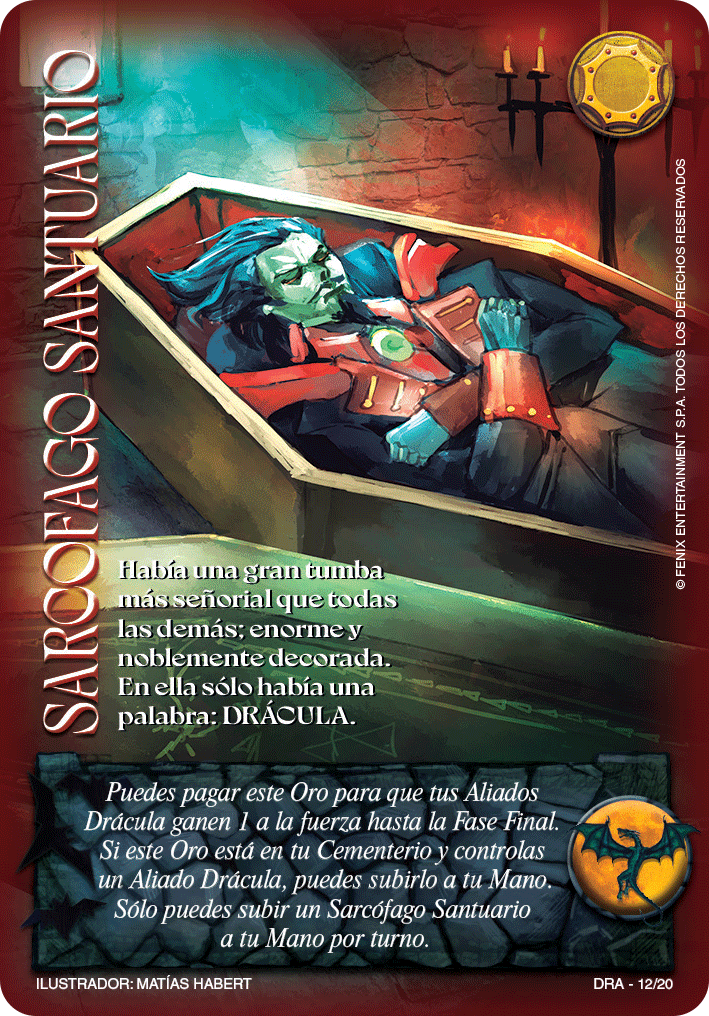 SARCOFAGO SANTUARIO
© FENIX ENTERTAINMENT S.P.A. TODOS LOS DERECHOS RESERVADOS
Había una gran tumba
más señorial que todas
las demás; enorme y
noblemente decorada.
En ella sólo había una
palabra: DRÁCULA.
Puedes pagar este Oro para que tus Aliados
Drácula ganen 1 a la fuerza hasta la Fase Final.
Si este Oro está en tu Cementerio y controlas
un Aliado Drácula, puedes subirlo a tu Mano.
Sólo puedes subir un Sarcófago Santuario
a tu Mano por turno.
ILUSTRADOR: MATÍAS HABERT
DRA - 12/20